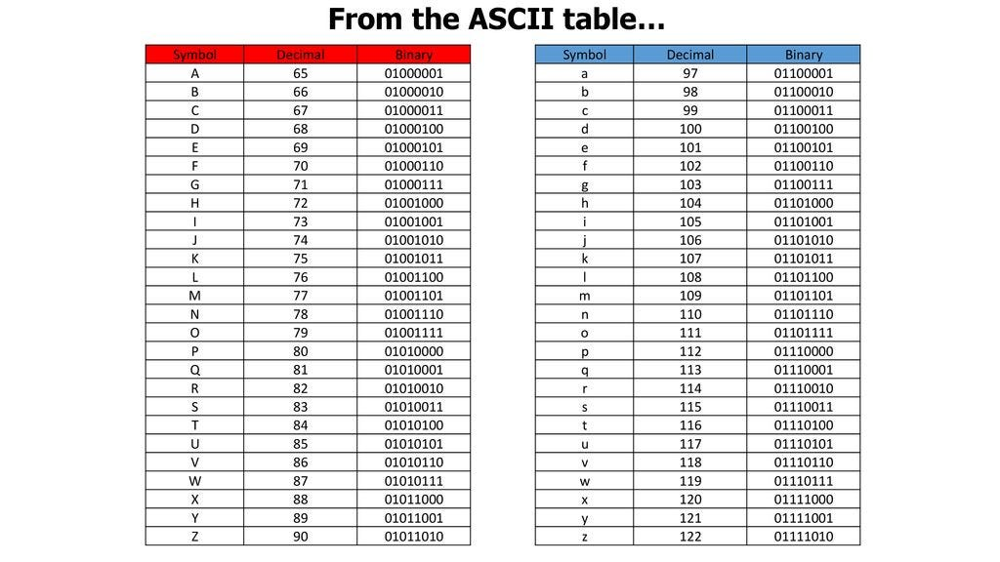 From the ASCII table...
Symbol Decimal Binary Symbol Decimal Binary
A 65 01000001 a 97 01100001
B 66 01000010 b 98 01100010
C 67 01000011 c 99 01100011
D 68 01000100 d 100 01100100
E 69 01000101 e 101 01100101
F 70 01000110 f 102 01100110
G 71 01000111 g 103 01100111
H 72 01001000 h 104 01101000
I 73 01001001 i 105 01101001
J 74 01001010 j 106 01101010
K 75 01001011 k 107 01101011
L 76 01001100 l 108 01101100
M 77 01001101 m 109 01101101
N 78 01001110 n 110 01101110
O 79 01001111 o 111 01101111
P 80 01010000 p 112 01110000
Q 81 01010001 q 113 01110001
R 82 01010010 r 114 01110010
S 83 01010011 s 115 01110011
T 84 01010100 t 116 01110100
U 85 01010101 u 117 01110101
V 86 01010110 v 118 01110110
W 87 01010111 w 119 01110111
X 88 01011000 x 120 01111000
Y 89 01011001 y 121 01111001
Z 90 01011010 z 122 01111010